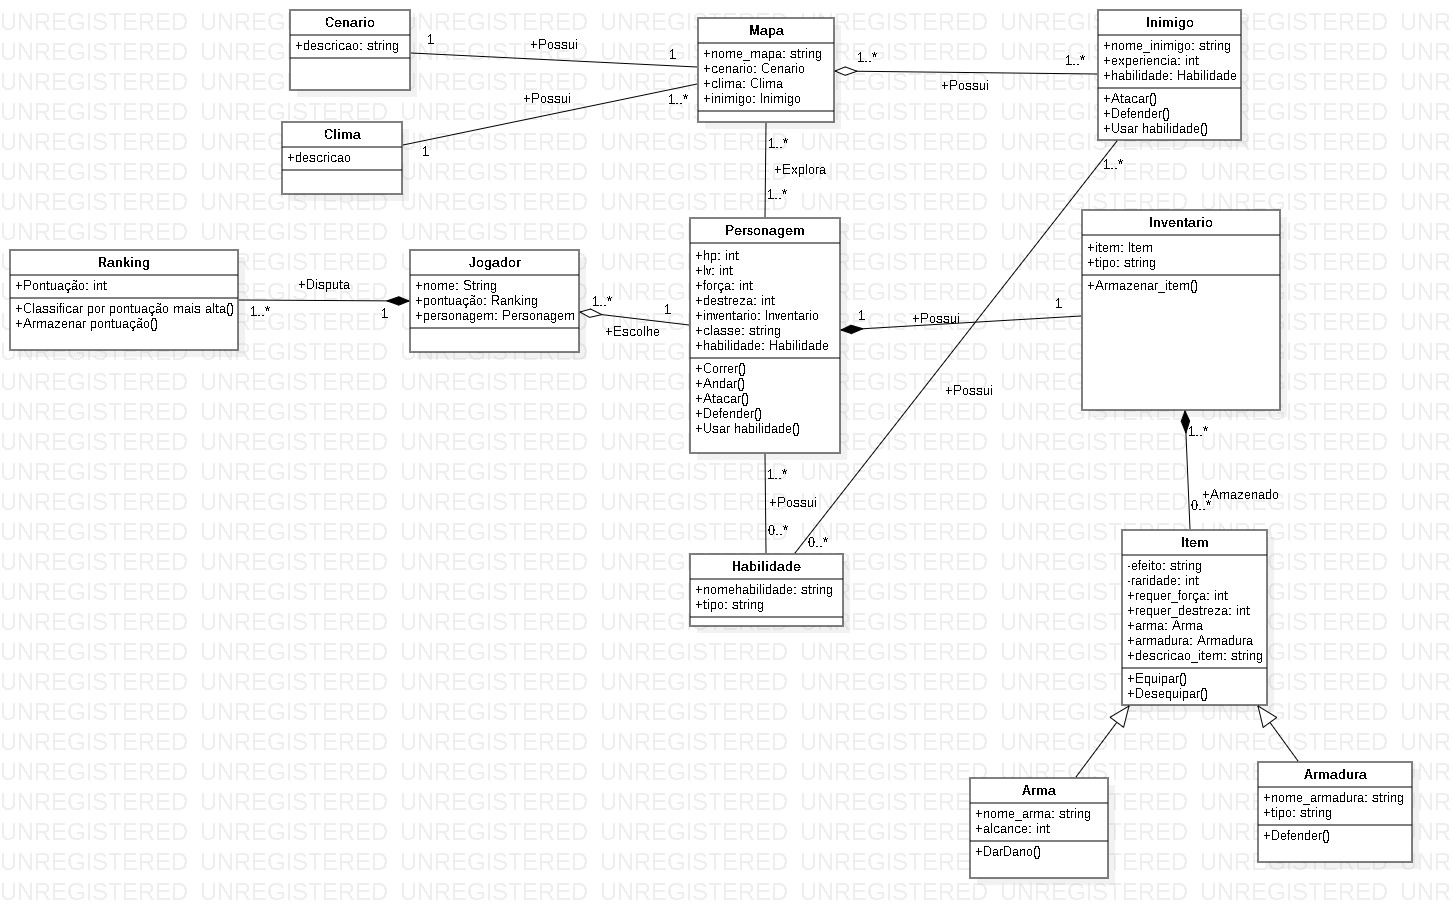 Cenario
+descricao: string
1
+Possui
1
Mapa
+nome_mapa: string
+cenario: Cenario
+clima: Clima
+inimigo: Inimigo
1..*
+Possui
1..*
Inimigo
+nome_inimigo: string
+experiencia: int
+habilidade: Habilidade
+Atacar()
+Defender()
+Usar habilidade()
Clima
+descricao
1
+Possui
1..*
1..*
+Explora
1..*
Ranking
+Pontuação: int
+Classificar por pontuação mais alta()
+Armazenar pontuação()
+Disputa
1..*
1
Jogador
+nome: String
+pontuação: Ranking
+personagem: Personagem
1..*
+Escolhe
1
Personagem
+hp: int
+lv: int
+força: int
+destreza: int
+inventario: Inventario
+classe: string
+habilidade: Habilidade
+Correr()
+Andar()
+Atacar()
+Defender()
+Usar habilidade()
1
+Possui
1
Inventario
+item: Item
+tipo: string
+Armazenar_item()
1..*
+Possui
0..*
1..*
+Possui
0..*
Habilidade
+nomehabilidade: string
+tipo: string
1..*
+Amazenado
0..*
Item
-efeito: string
-raridade: int
+requer_força: int
+requer_destreza: int
+arma: Arma
+armadura: Armadura
+descricao_item: string
+Equipar()
+Desequipar()
Arma
+nome_arma: string
+alcance: int
+DarDano()
Armadura
+nome_armadura: string
+tipo: string
+Defender()
UNREGISTERED